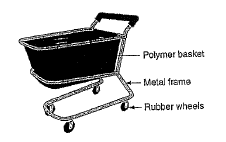 Polymer basket
Metal frame
Rubber wheels